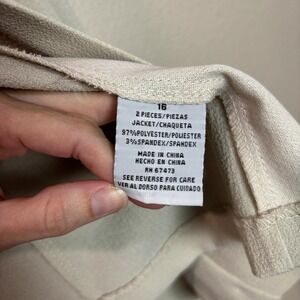 16
2 PIECES/PIEZAS
JACKET/CHAQUETA
97%POLYESTER/POLIESTER
3%SPANDEX/SPANDEX
MADE IN CHINA
HECHO EN CHINA
RN 67473
SEE REVERSE FOR CARE
VER AL DORSO PARA CUIDADO